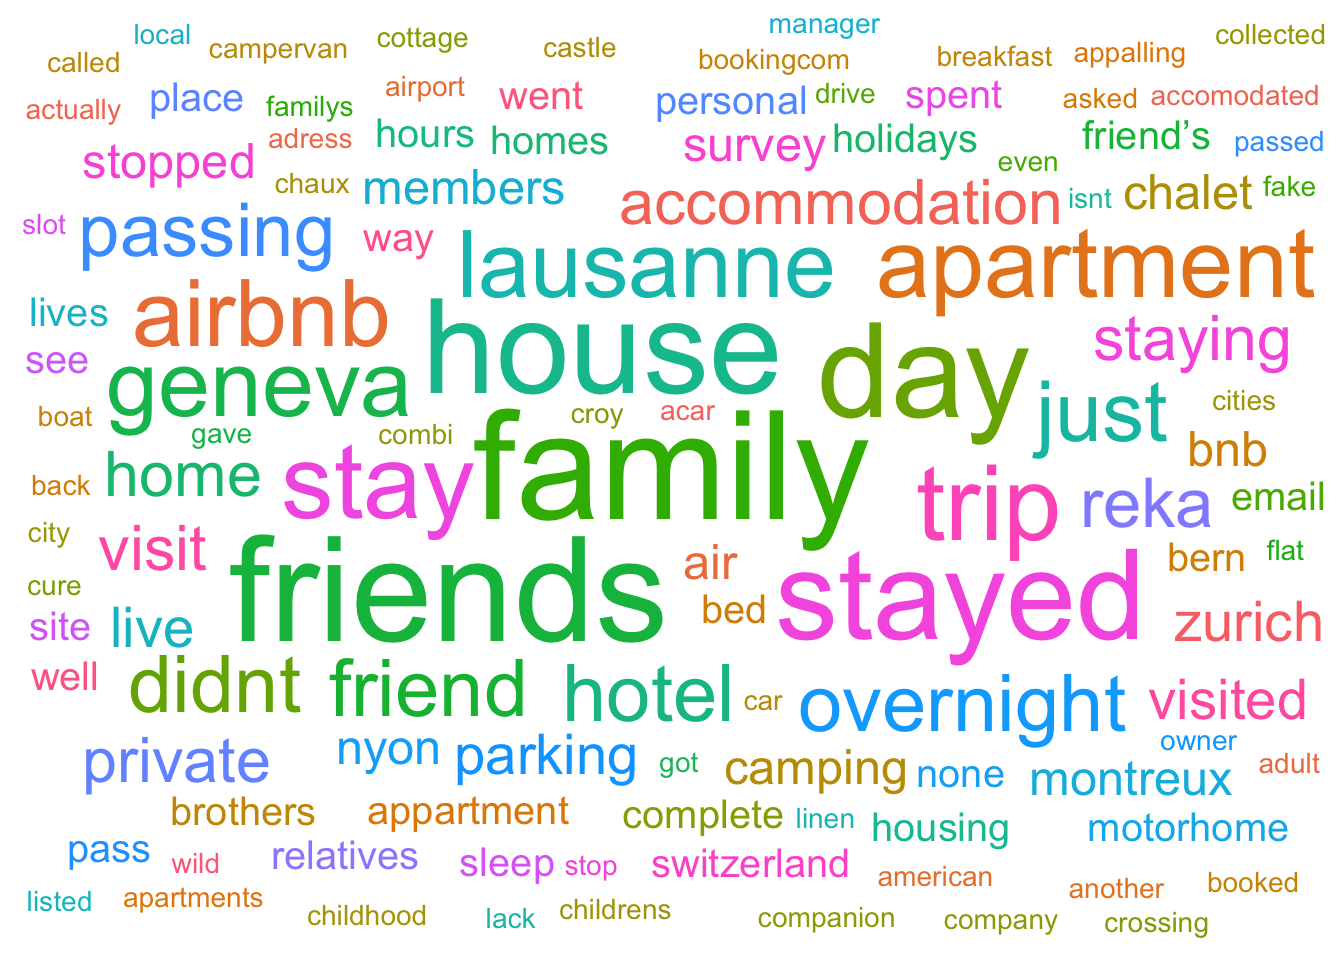 local campervan cottage castle manager collected
called bookingcom breakfast appalling
actually place familys airport went personal drive spent asked accomodated
stopped adress hours homes survey holidays even friend’s passed
chaux members accommodation isnt chalet fake
slot passing way lausanne apartment
lives airbnb house day staying
see geneva just cities
boat gave combi croy acar family bnb
back home stay trip reka email
city visit friends air stayed bern flat
cure site live bed zurich
well didnt friend hotel car overnight visited
private nyon parking got camping none owner montreux adult
brothers appartment complete linen housing motorhome
pass wild relatives sleep stop switzerland american another booked
listed apartments childhood lack childrens companion company crossing